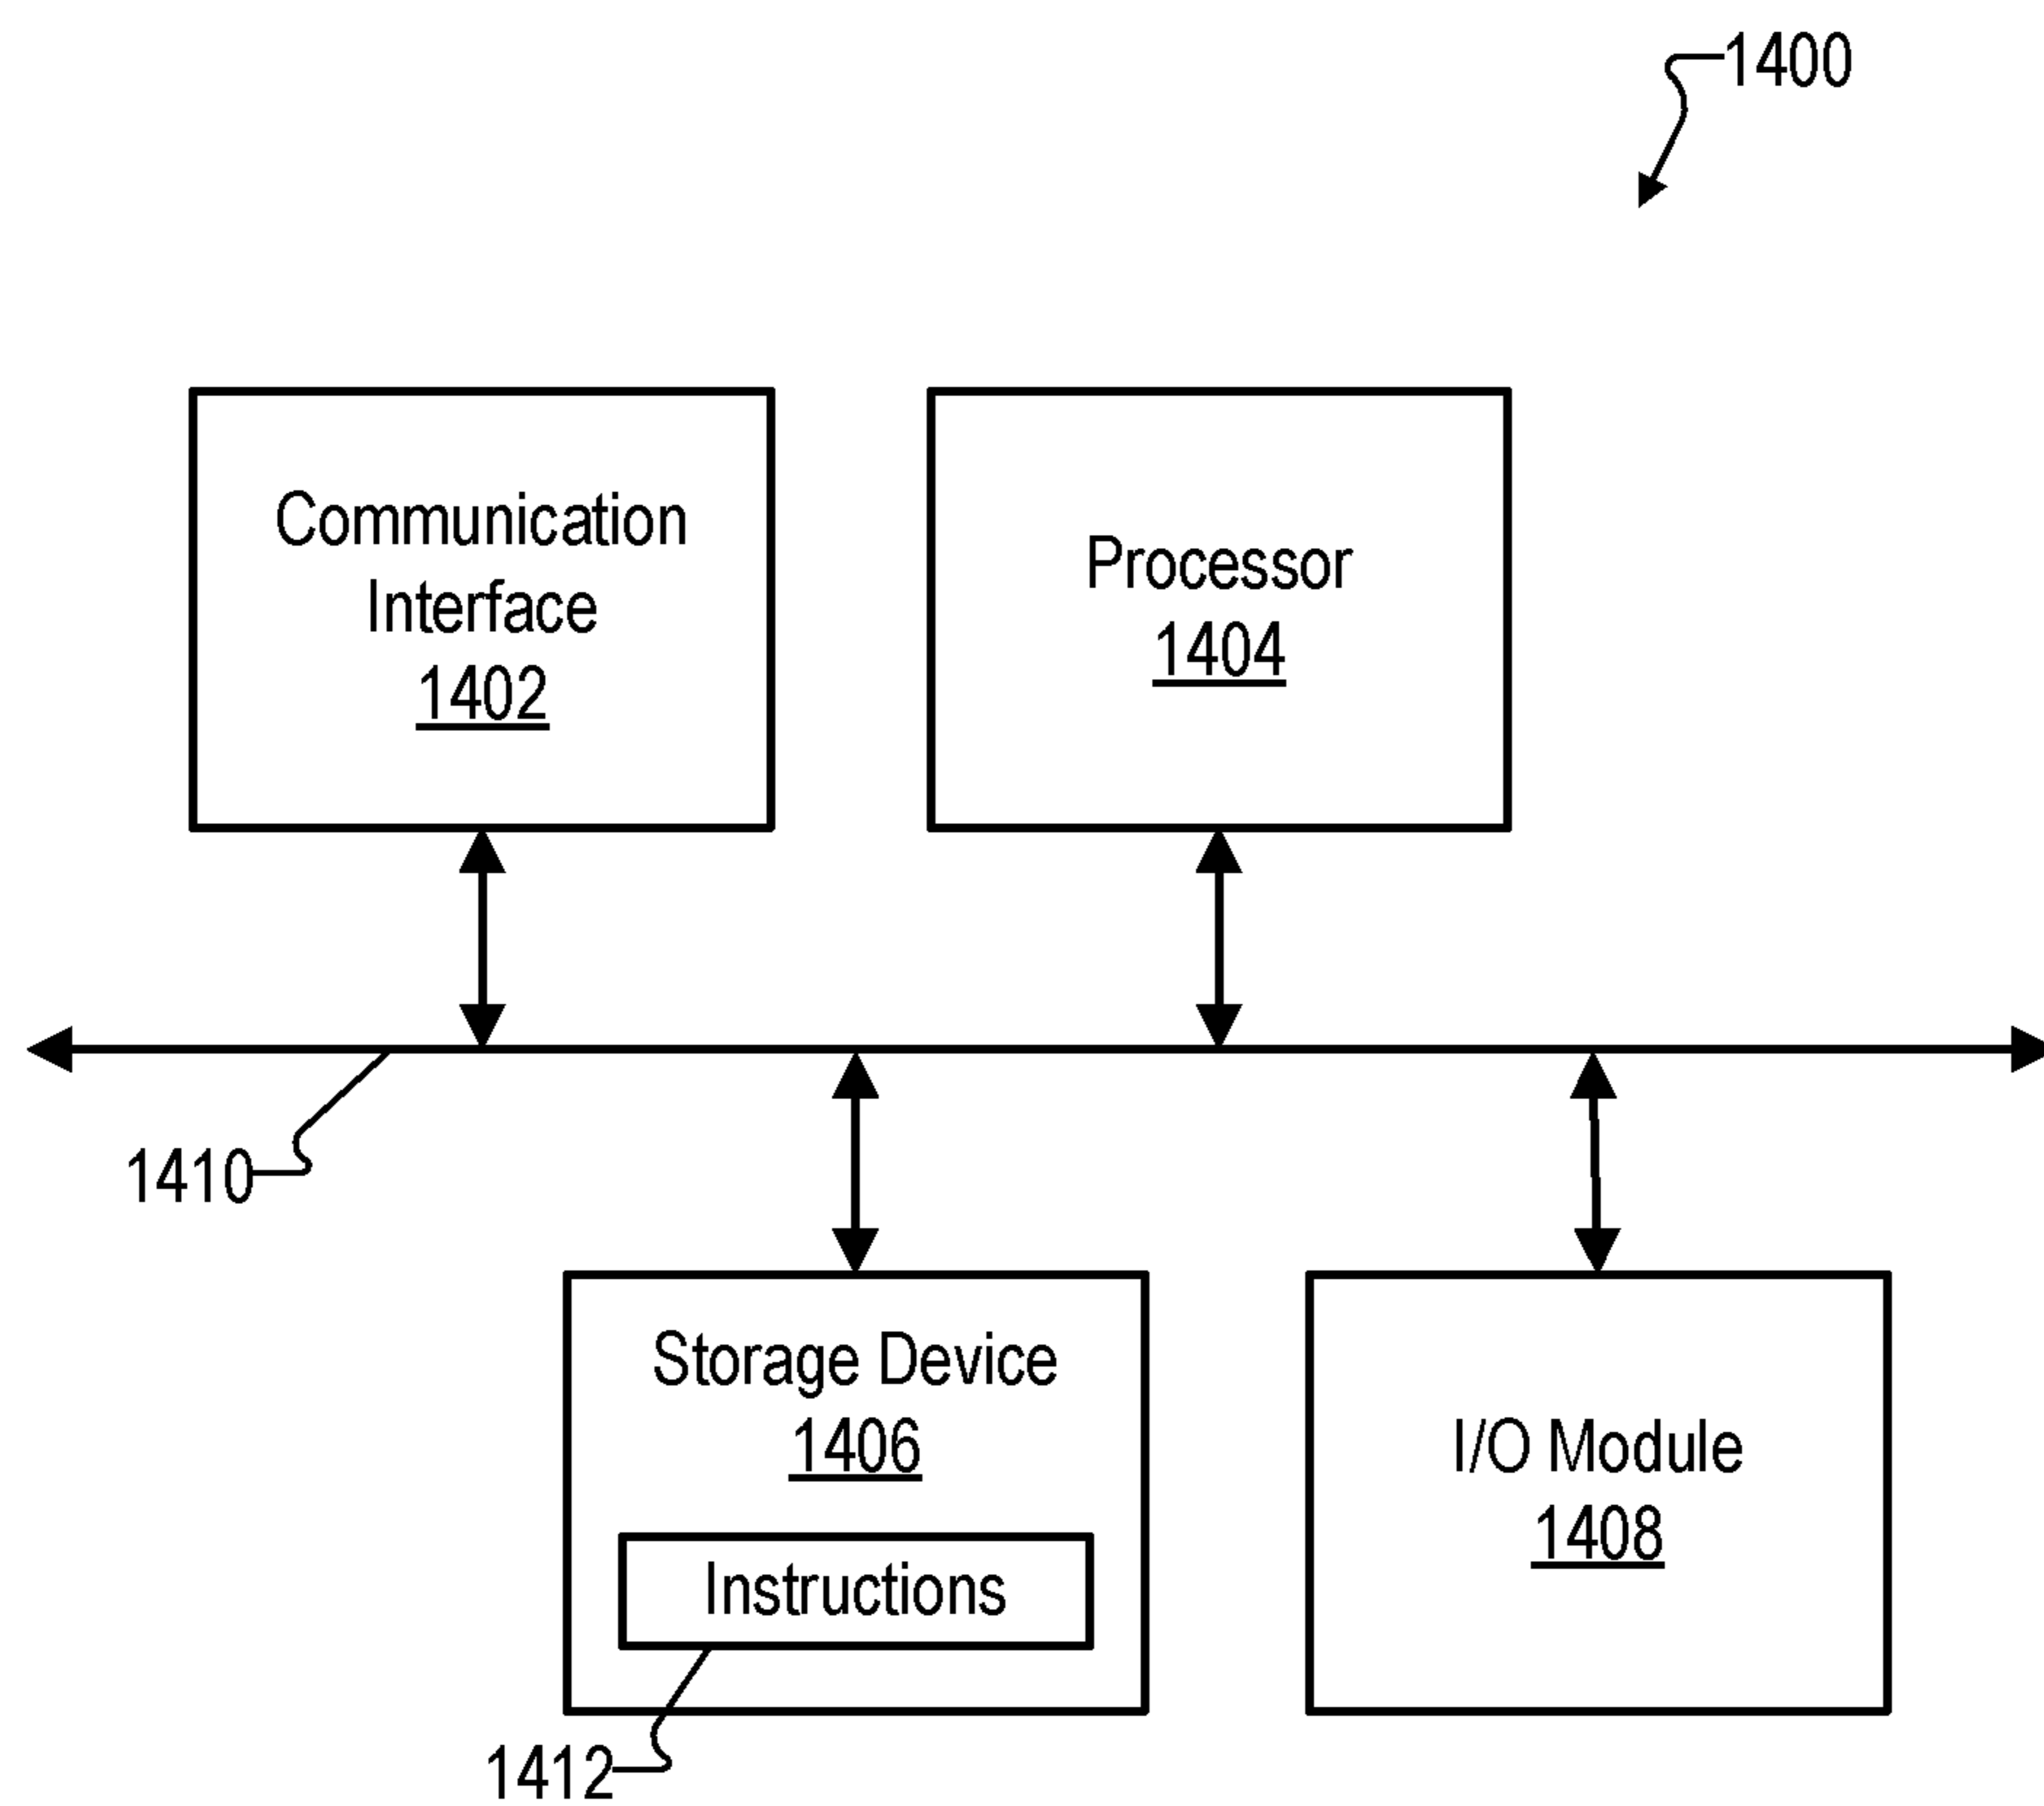 1400
Communication
Interface
1402
Processor
1404
1410
Storage Device
1406
Instructions
1412
I/O Module
1408